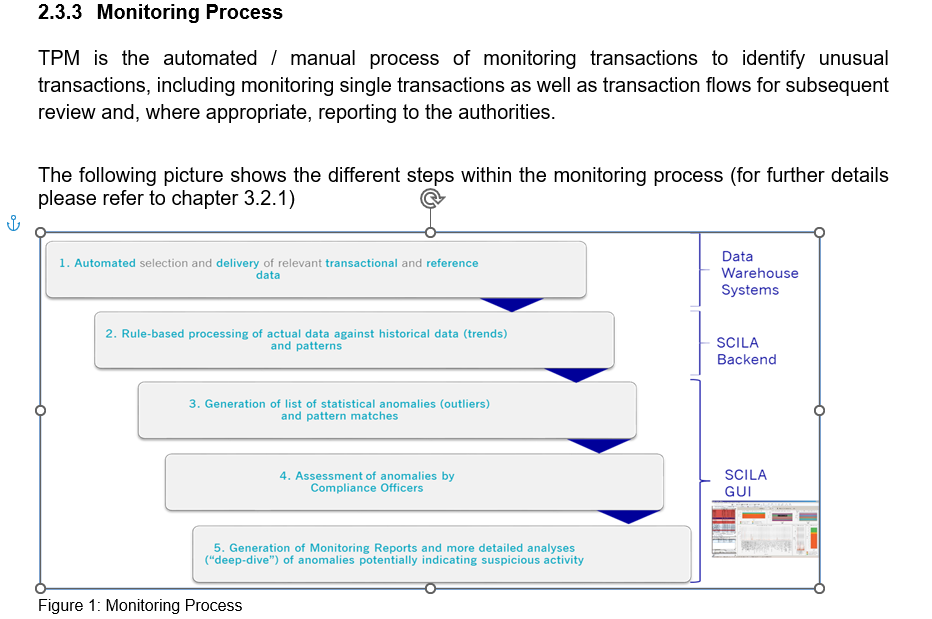 2.3.3 Monitoring Process
TPM is the automated / manual process of monitoring transactions to identify unusual
transactions, including monitoring single transactions as well as transaction flows for subsequent
review and, where appropriate, reporting to the authorities.
The following picture shows the different steps within the monitoring process (for further details
please refer to chapter 3.2.1)
1. Automated selection and delivery of relevant transactional and reference
data
Data
Warehouse
Systems
2. Rule-based processing of actual data against historical data (trends)
and patterns
SCILA
Backend
3. Generation of list of statistical anomalies (outliers)
and pattern matches
4. Assessment of anomalies by
Compliance Officers
SCILA
GUI
5. Generation of Monitoring Reports and more detailed analyses
(“deep-dive”) of anomalies potentially indicating suspicious activity
Figure 1: Monitoring Process